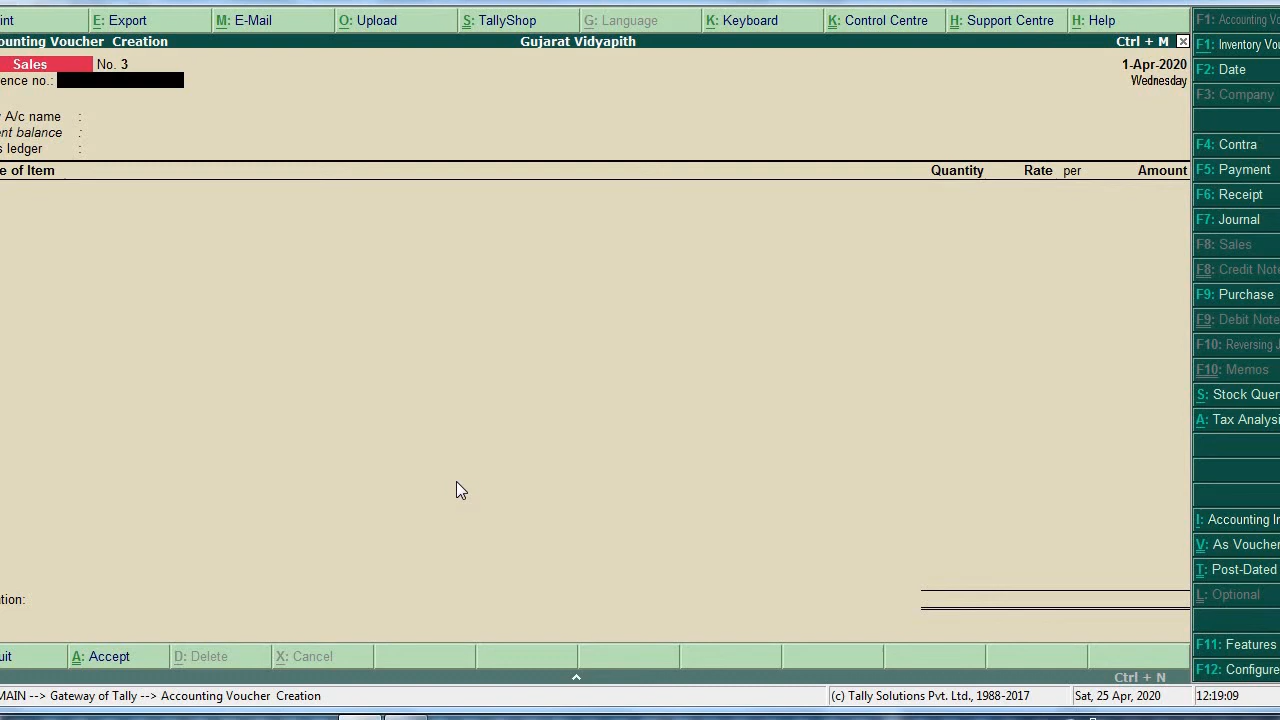 int E: Export M: E-Mail O: Upload S: TallyShop G: Language K: Keyboard K: Control Centre H: Support Centre H: Help
ounting Voucher Creation Gujarat Vidyapith Ctrl + M
Sales No. 3 1-Apr-2020
ence no.: Wednesday
y A/c name :
ent balance :
s ledger :
e of Item Quantity Rate per Amount
ation:
uit A: Accept D: Delete X: Cancel
Ctrl + N
MAIN --> Gateway of Tally --> Accounting Voucher Creation (c) Tally Solutions Pvt. Ltd., 1988-2017 Sat, 25 Apr, 2020 12:19:09
F1: Accounting Vo
F1: Inventory Vou
F2: Date
F3: Company
F4: Contra
F5: Payment
F6: Receipt
F7: Journal
F8: Sales
F8: Credit Note
F9: Purchase
F9: Debit Note
F10: Reversing J
F10: Memos
S: Stock Quer
A: Tax Analysi
I: Accounting In
V: As Voucher
T: Post-Dated
L: Optional
F11: Features
F12: Configure